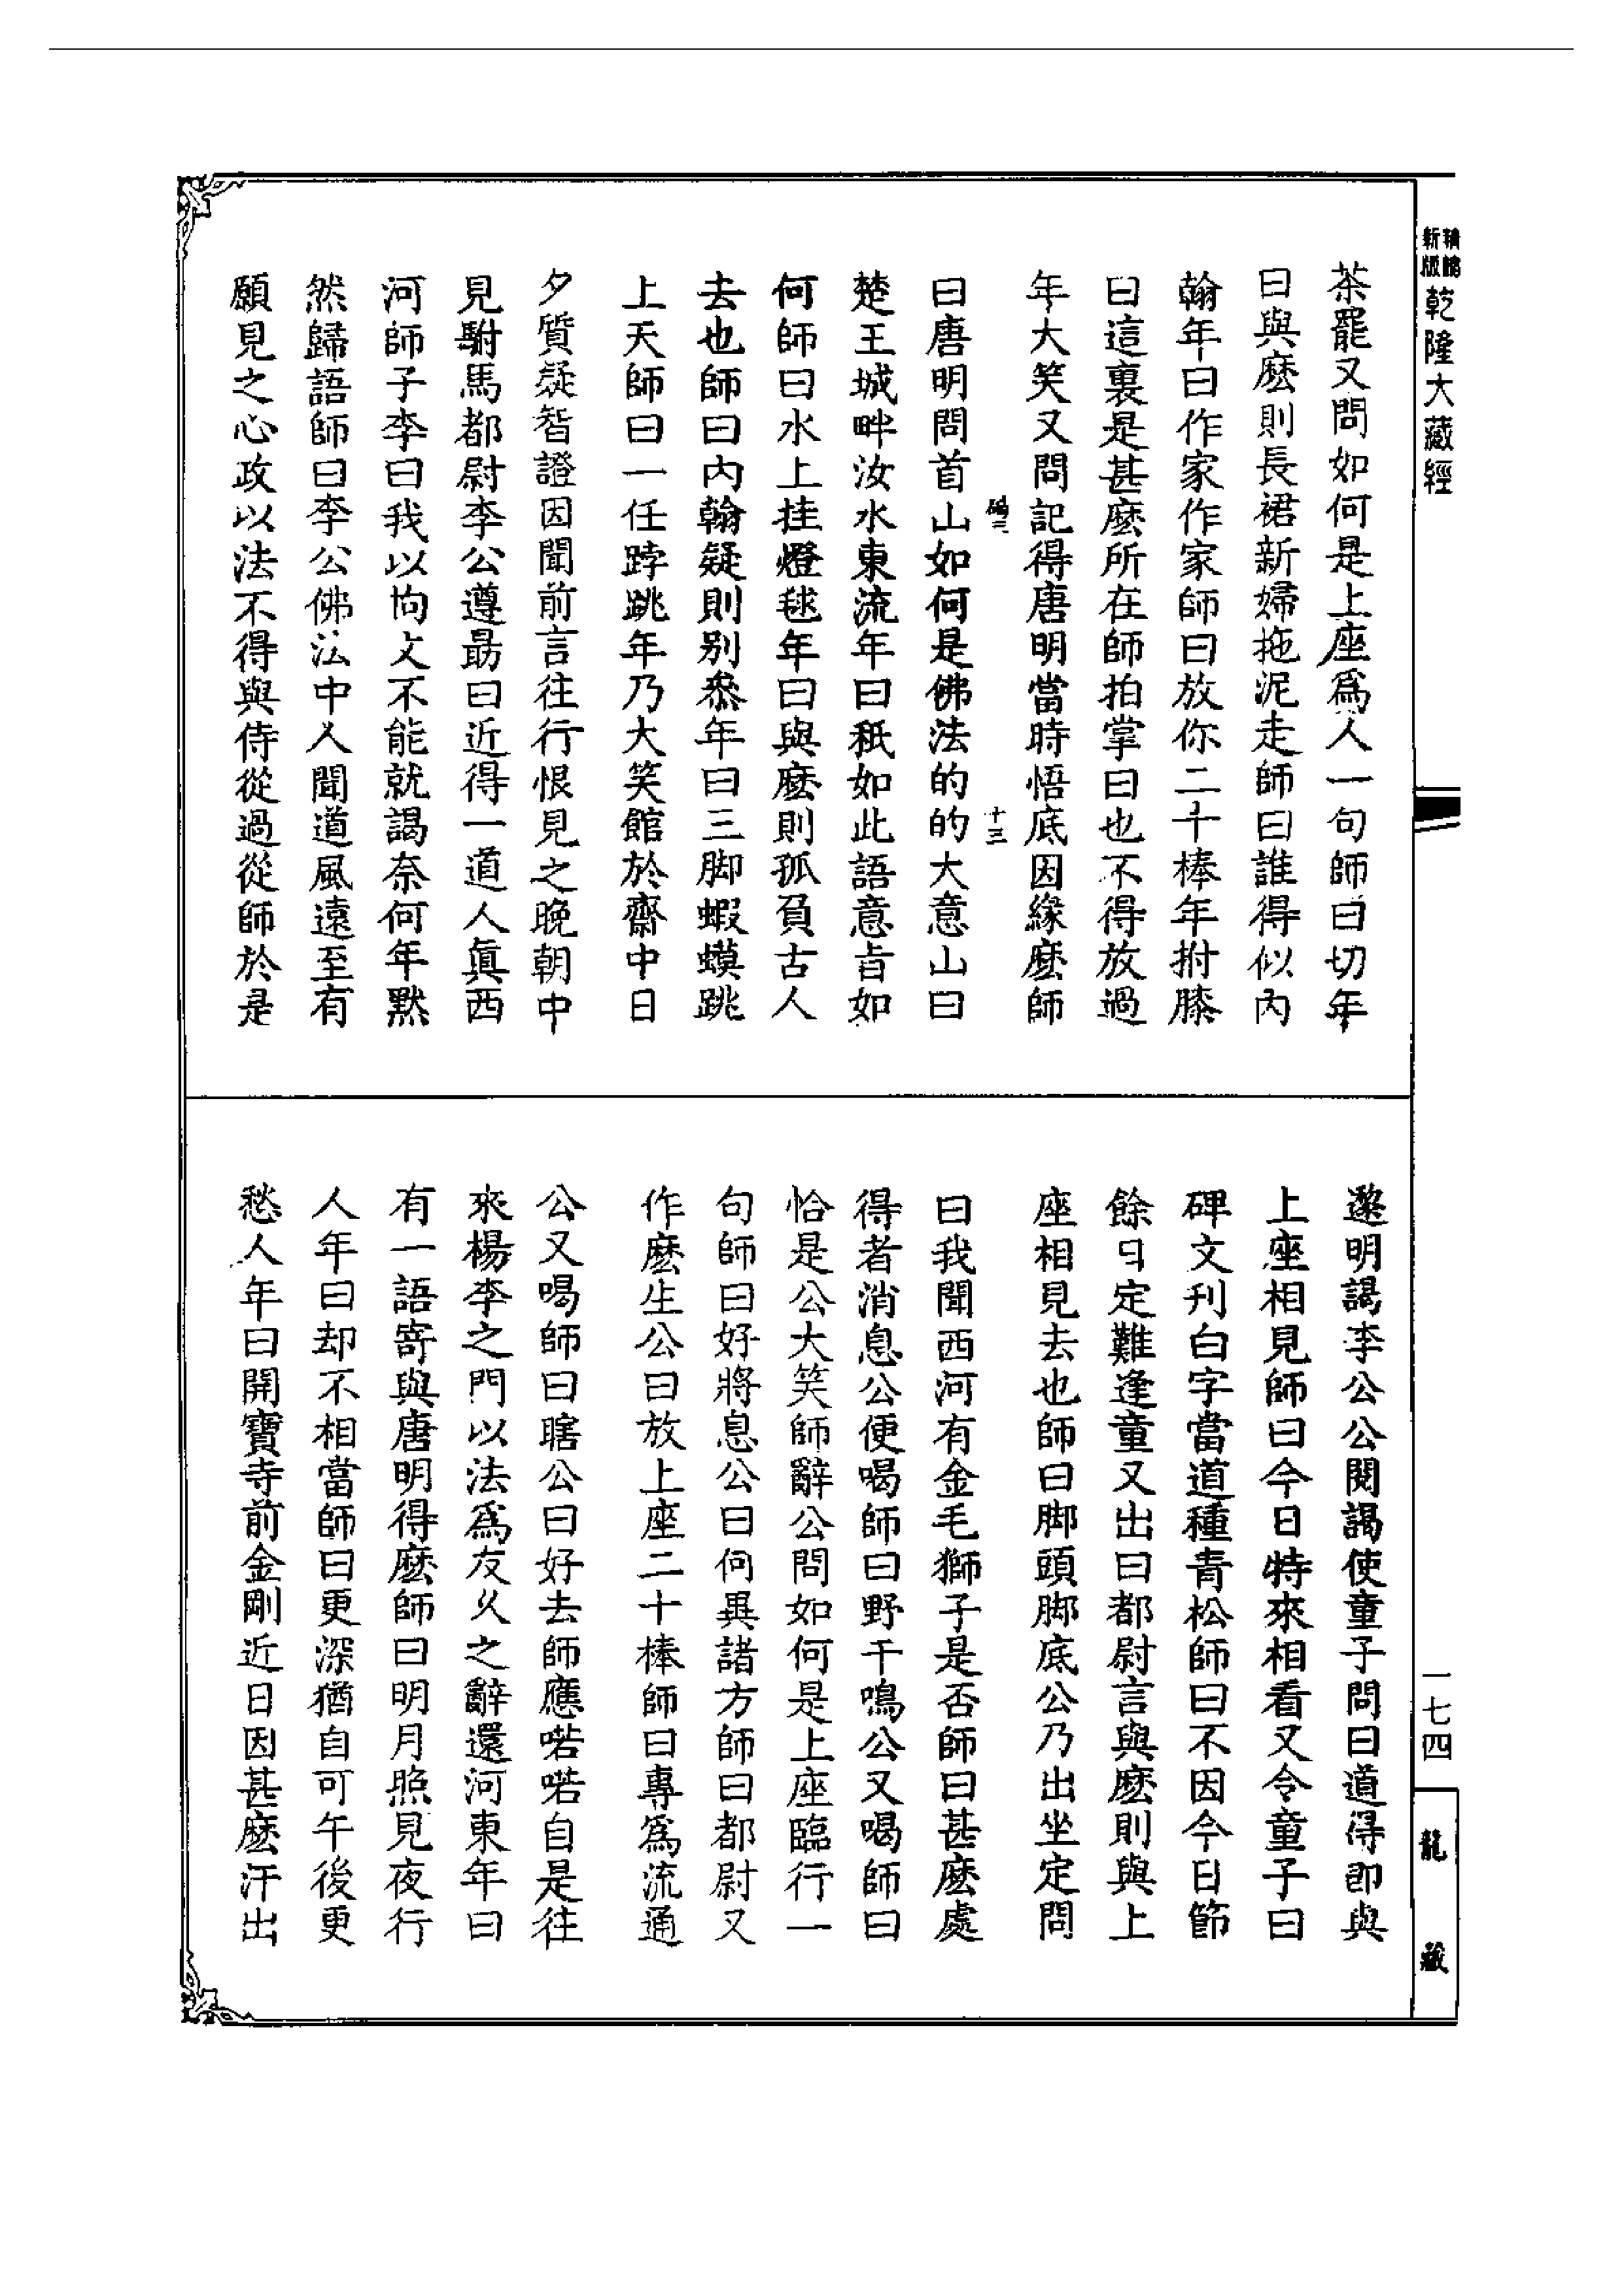 新版
乾隆大藏經
茶罷又問如何是上座爲人一句師曰切年
曰與麽則長裙新婦拖泥走師曰誰得似內
翰年曰作家作家師曰放你二十棒年拊膝
曰這裏是甚麽所在師拍掌曰也不得放過
年大笑又問記得唐明當時悟底因緣麽師
十三
曰唐明問首山如何是佛法的的大意山曰
楚王城畔汝水東流年曰秖如此語意旨如
何師曰水上挂燈毬年曰與麽則孤負古人
去也師曰內翰疑則别叅年曰三脚蝦蟆跳
上天師曰一任𨁝跳年乃大笑館於齋中日
夕質疑智證因聞前言往行恨見之晚朝中
見駙馬都尉李公遵勗曰近得一道人眞西
河師子李曰我以拘文不能就謁奈何年默
然歸語師曰李公佛法中人聞道風遠至有
願見之心政以法不得與侍從過從師於是
邌明謁李公公閱謁使童子問曰道得即與
上座相見師曰今日特來相看又令童子曰
碑文刊白字當道種青松師曰不因今日節
餘日定難逢童又出曰都尉言與麽則與上
座相見去也師曰脚頭脚底公乃出坐定問
曰我聞西河有金毛獅子是否師曰甚麽處
得者消息公便喝師曰野干鳴公又喝師曰
恰是公大笑師辭公問如何是上座臨行一
句師曰好將息公曰何異諸方師曰都尉又
作麽生公曰放上座二十棒師曰專爲流通
公又喝師曰瞎公曰好去師應喏喏自是往
來楊李之門以法爲友久之辭還河東年曰
有一語寄與唐明得麽師曰明月照見夜行
人年曰却不相當師曰更深猶自可午後更
愁人年曰開寶寺前金剛近日因甚麽汗出
一七四
龍藏